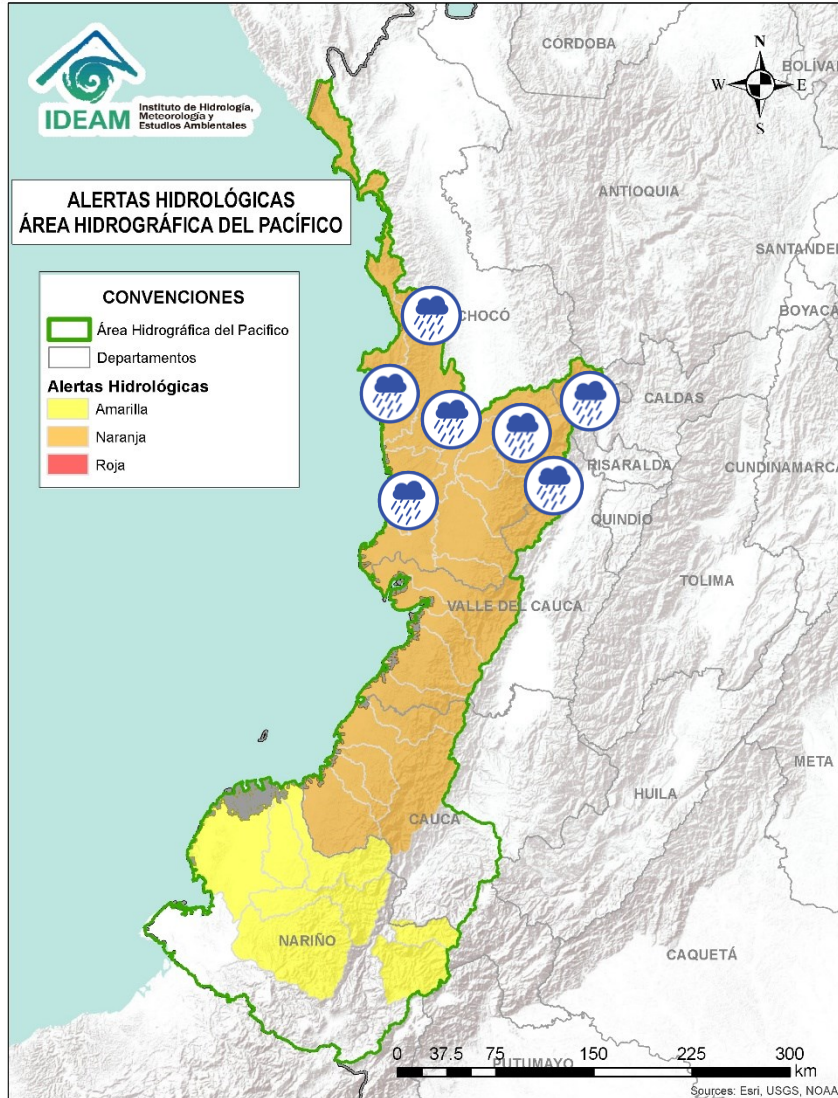 IDEAM
Instituto de Hidrología,
Meteorología y
Estudios Ambientales
ALERTAS HIDROLÓGICAS
ÁREA HIDROGRÁFICA DEL PACÍFICO
CONVENCIONES
Área Hidrográfica del Pacifico
Departamentos
Alertas Hidrológicas
Amarilla
Naranja
Roja
N
W
E
S
CÓRDOBA
BOLÍVA
ANTIOQUIA
SANTANDER
BOYACA
CHOCÓ
CALDAS
RISARALDA
CUNDINAMARCA
QUINDÍO
TOLIMA
VALLE DEL CAUCA
META
HUILA
CAUCA
NARIÑO
CAQUETÁ
PUTUMAYO
0 37.5 75 150 225 300
km
Sources: Esri, USGS, NOAA